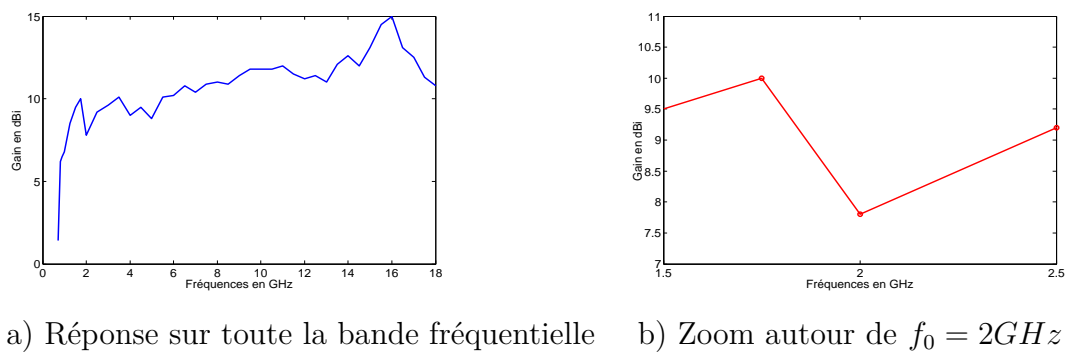 15
10
5
0
Gain en dBi
0 2 4 6 8 10 12 14 16 18
Fréquences en GHz
11
10.5
10
9.5
9
8.5
8
7.5
7
Gain en dBi
1.5 2 2.5
Fréquences en GHz
a) Réponse sur toute la bande fréquentielle
b) Zoom autour de f₀ = 2GHz